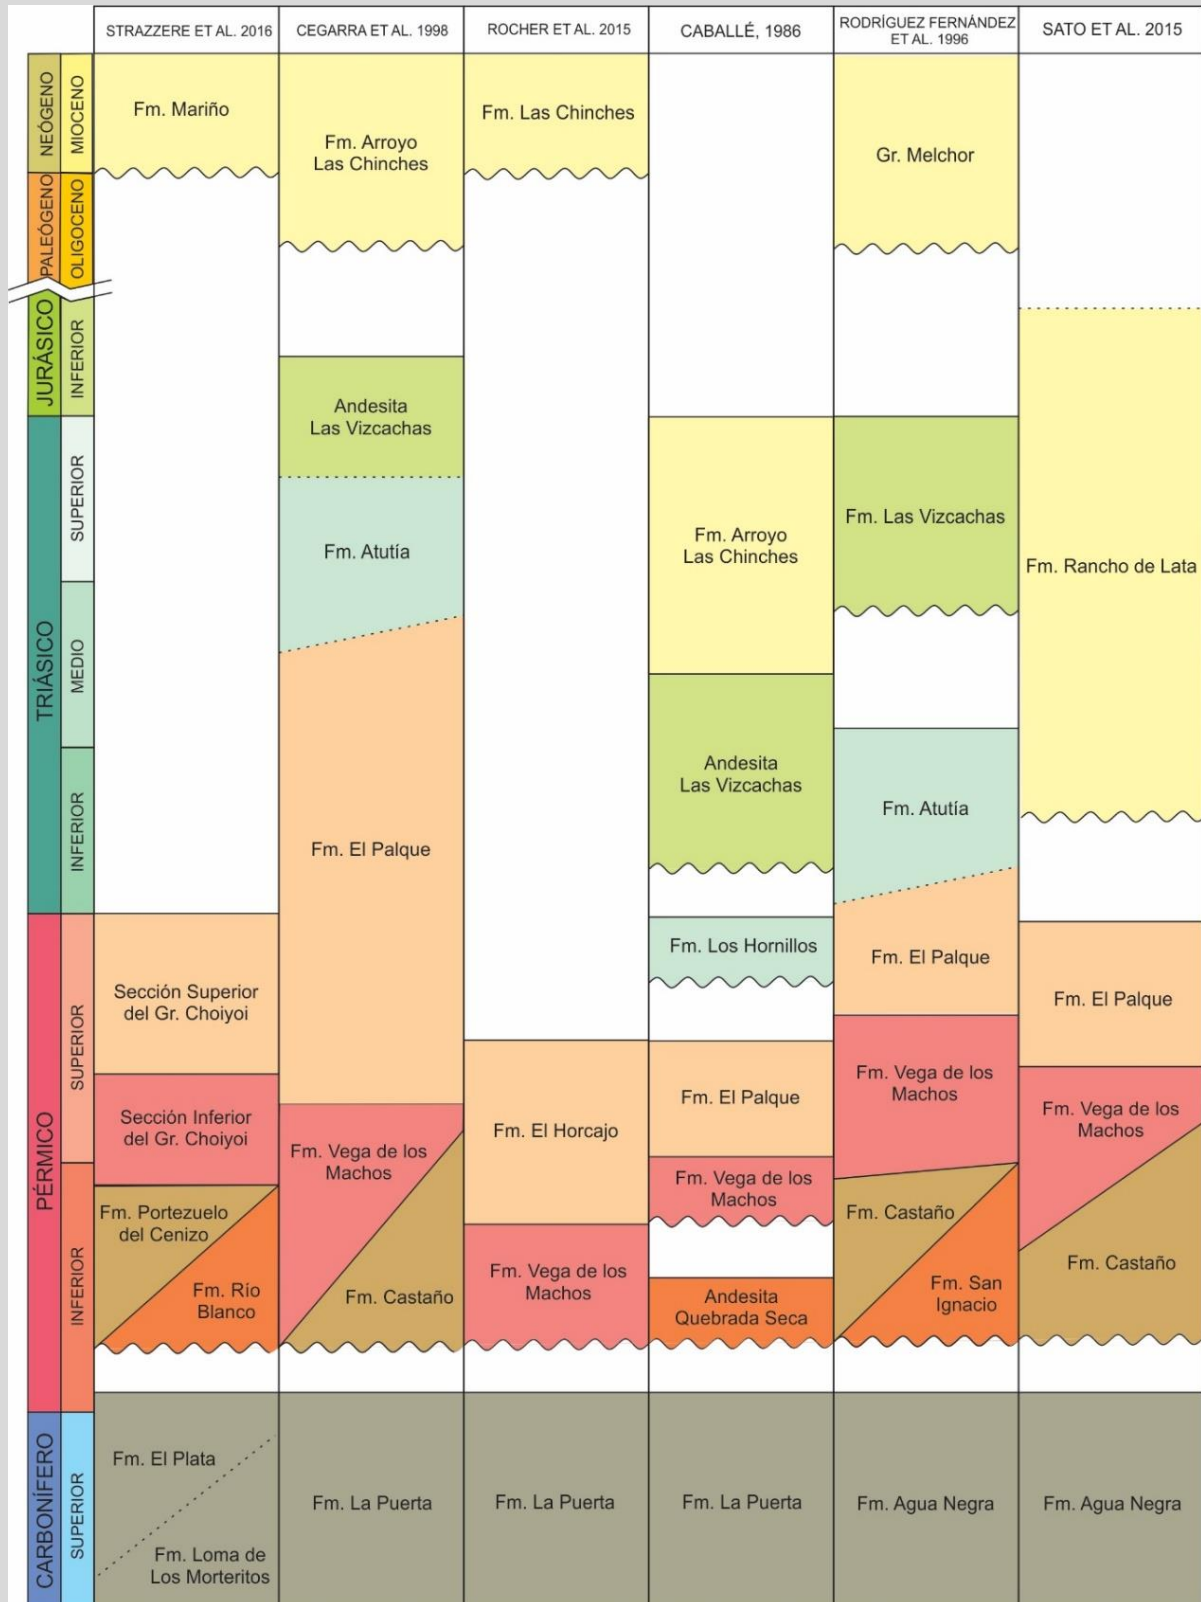 STRAZZERE ET AL. 2016
CEGARRA ET AL. 1998
ROCHER ET AL. 2015
CABALLÉ, 1986
RODRÍGUEZ FERNÁNDEZ
ET AL. 1996
SATO ET AL. 2015
NEÓGENO
MIOCENO
PALEÓGENO
OLIGOCENO
JURÁSICO
INFERIOR
TRIÁSICO
SUPERIOR
MEDIO
INFERIOR
PÉRMICO
SUPERIOR
INFERIOR
CARBONÍFERO
SUPERIOR
Fm. Mariño
Sección Superior
del Gr. Choiyoi
Sección Inferior
del Gr. Choiyoi
Fm. Portezuelo
del Cenizo
Fm. Río
Blanco
Fm. El Plata
Fm. Loma de
Los Morteritos
Fm. Arroyo
Las Chinches
Andesita
Las Vizcachas
Fm. Atutía
Fm. El Palque
Fm. Vega de los
Machos
Fm. Castaño
Fm. La Puerta
Fm. Las Chinches
Fm. El Horcajo
Fm. Vega de los
Machos
Fm. La Puerta
Fm. Arroyo
Las Chinches
Andesita
Las Vizcachas
Fm. Los Hornillos
Fm. El Palque
Fm. Vega de los
Machos
Andesita
Quebrada Seca
Fm. La Puerta
Gr. Melchor
Fm. Las Vizcachas
Fm. Atutía
Fm. El Palque
Fm. Vega de los
Machos
Fm. Castaño
Fm. San
Ignacio
Fm. Agua Negra
Fm. Rancho de Lata
Fm. El Palque
Fm. Vega de los
Machos
Fm. Castaño
Fm. Agua Negra